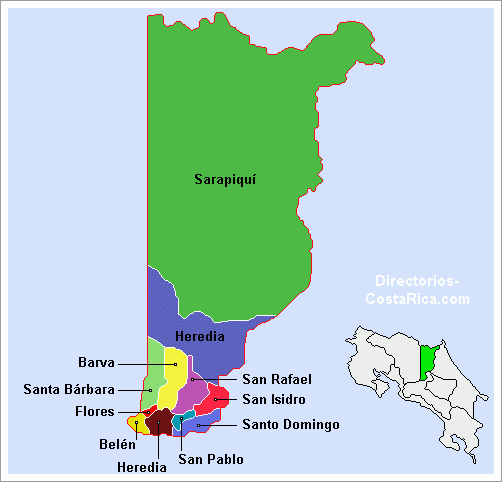 Sarapiquí
Directorios-
CostaRica.com
Heredia
Barva
San Rafael
Santa Bárbara
San Isidro
Flores
Santo Domingo
Belén
San Pablo
Heredia